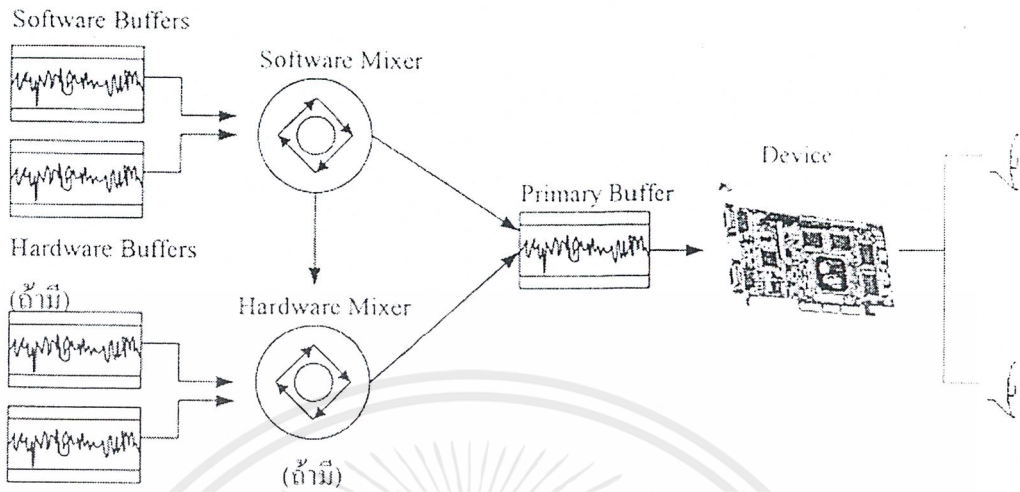 Software Buffers
Software Mixer
Device
Primary Buffer
Hardware Buffers
(ถ้ามี)
Hardware Mixer
(ถ้ามี)